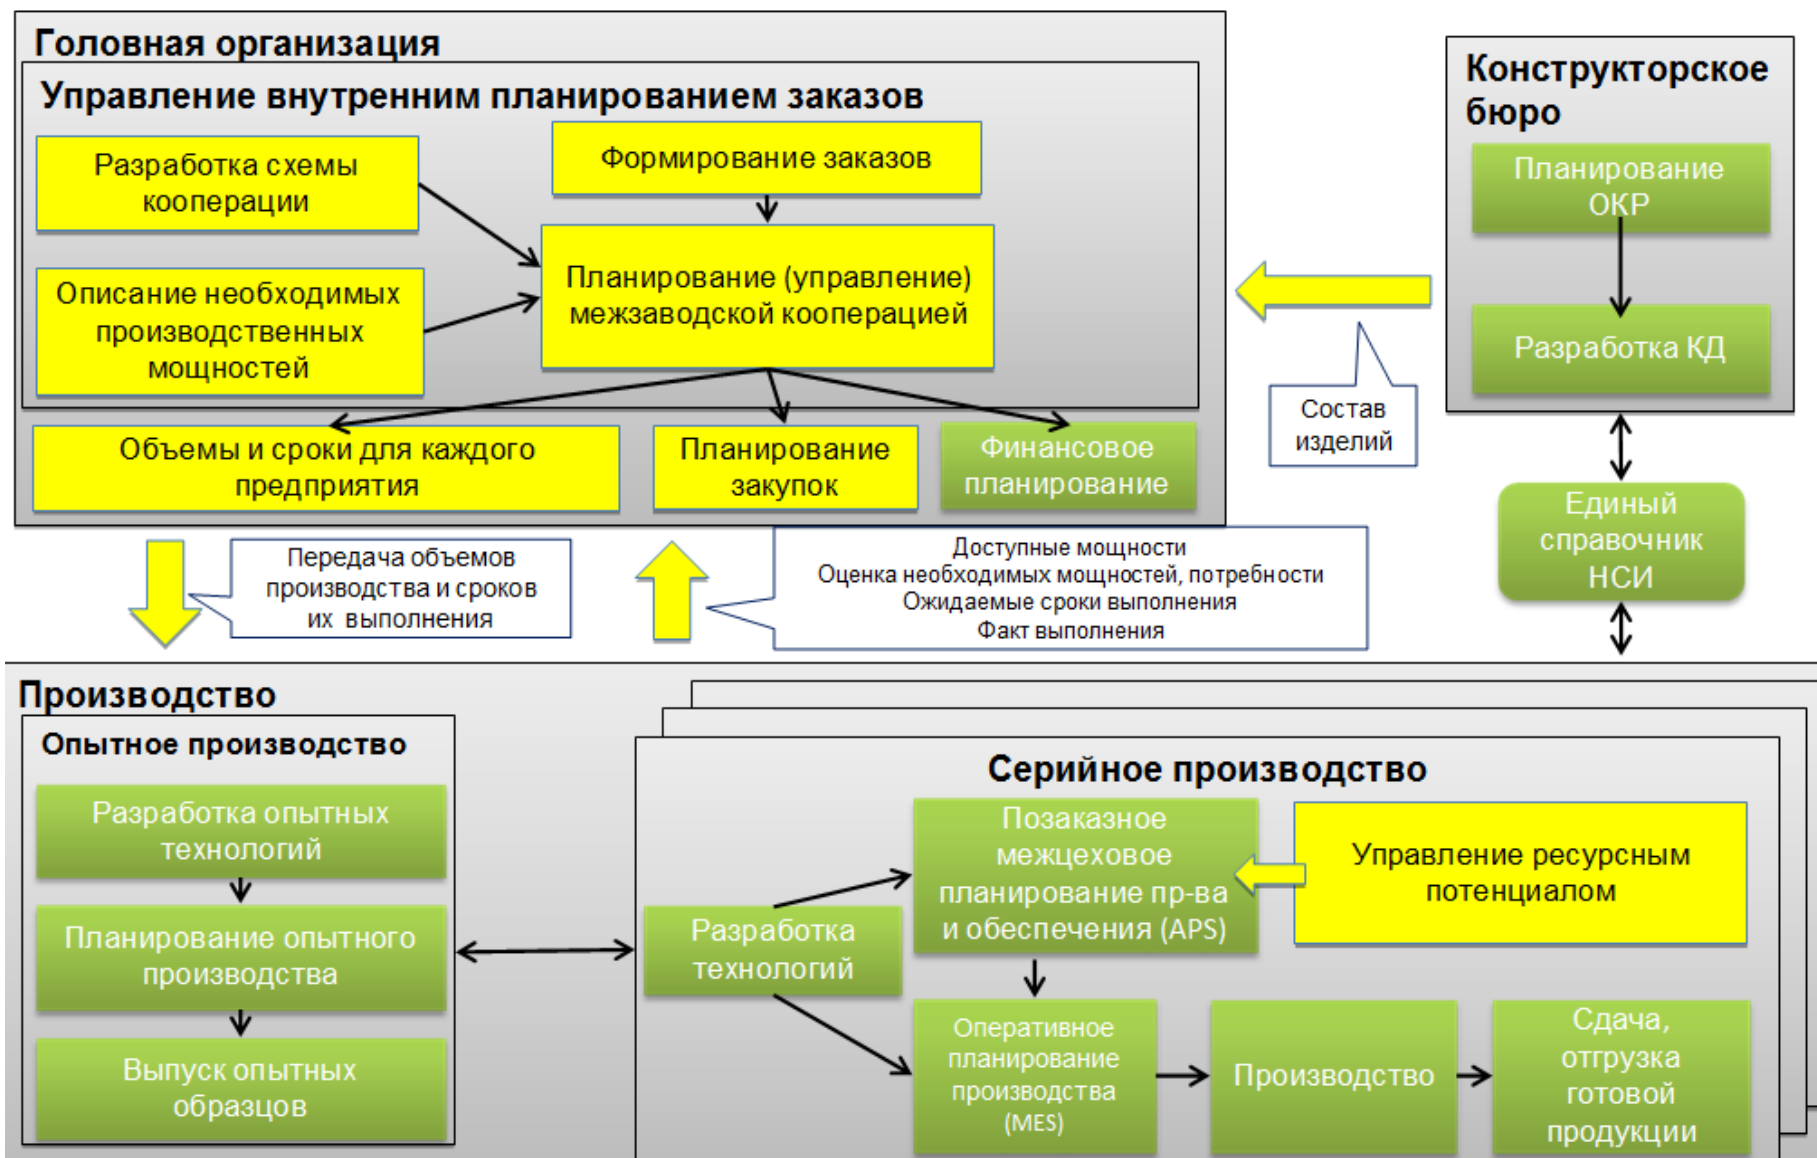 Головная организация
Управление внутренним планированием заказов
Разработка схемы
кооперации
Формирование заказов
Описание необходимых
производственных
мощностей
Планирование (управление)
межзаводской кооперацией
Объемы и сроки для каждого
предприятия
Планирование
закупок
Финансовое
планирование
Конструкторское
бюро
Планирование
ОКР
Разработка КД
Состав
изделий
Единый
справочник
НСИ
Передача объемов
производства и сроков
их выполнения
Доступные мощности
Оценка необходимых мощностей, потребности
Ожидаемые сроки выполнения
Факт выполнения
Производство
Опытное производство
Разработка опытных
технологий
Планирование опытного
производства
Выпуск опытных
образцов
Серийное производство
Разработка
технологий
Позаказное
межцеховое
планирование пр-ва
и обеспечения (APS)
Управление ресурсным
потенциалом
Оперативное
планирование
производства
(MES)
Производство
Сдача,
отгрузка
готовой
продукции